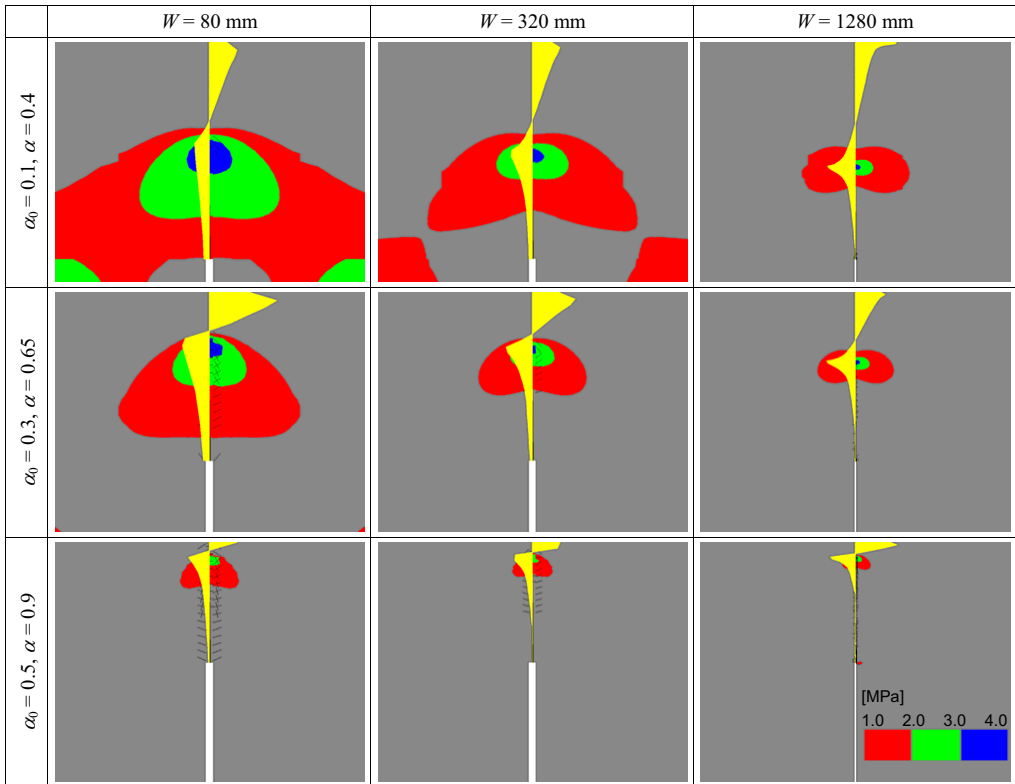 W = 80 mm
W = 320 mm
W = 1280 mm
α₀ = 0.1, α = 0.4
α₀ = 0.3, α = 0.65
α₀ = 0.5, α = 0.9
[MPa]
1.0 2.0 3.0 4.0